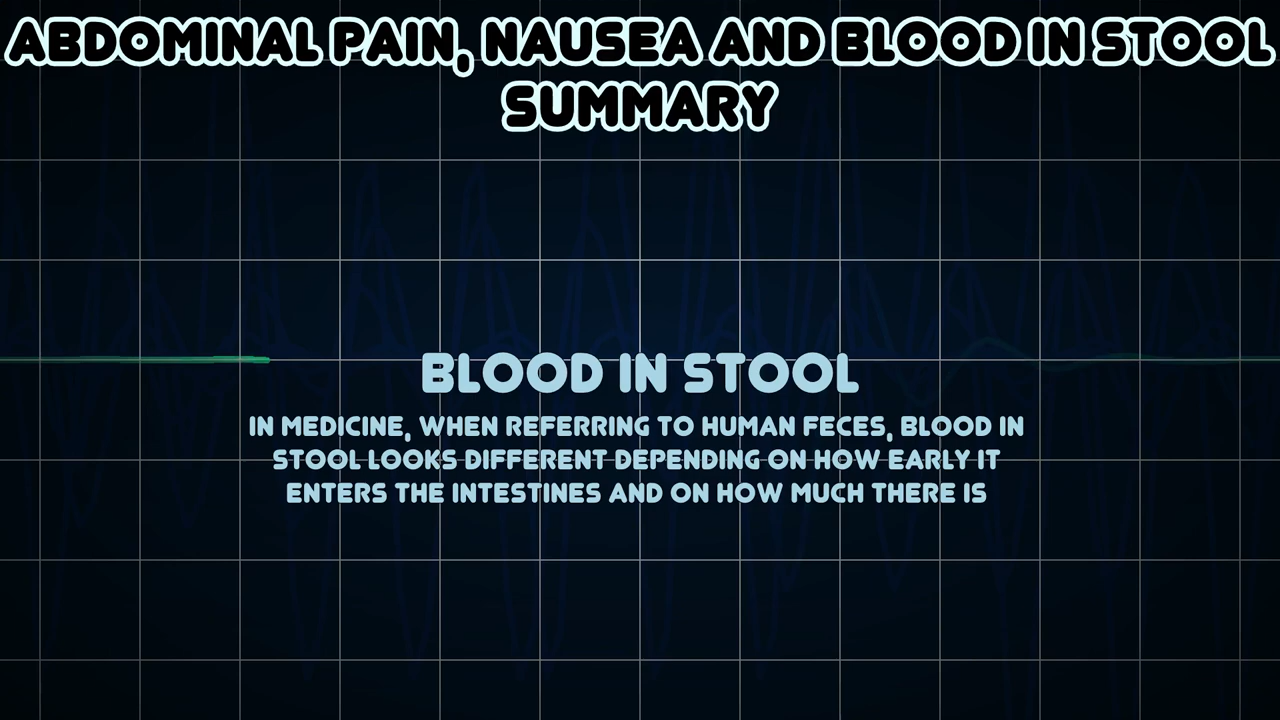 ABDOMINAL PAIN, NAUSEA AND BLOOD IN STOOL
SUMMARY
BLOOD IN STOOL
IN MEDICINE, WHEN REFERRING TO HUMAN FECES, BLOOD IN
STOOL LOOKS DIFFERENT DEPENDING ON HOW EARLY IT
ENTERS THE INTESTINES AND ON HOW MUCH THERE IS